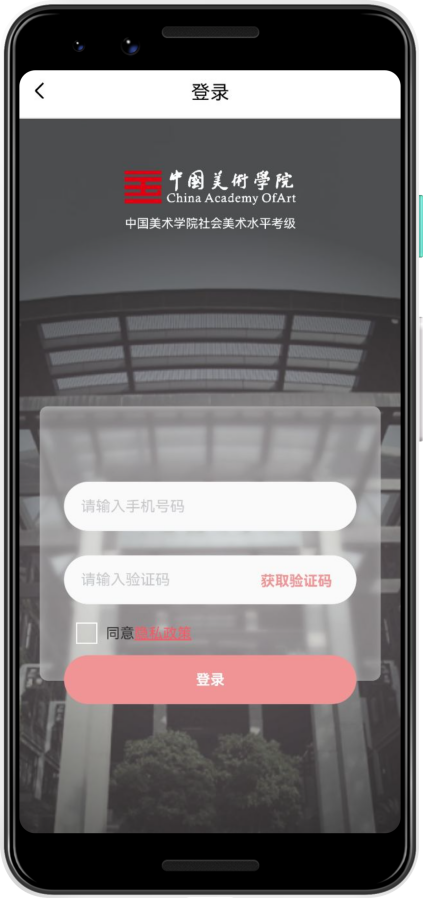 登录
中国美術學院
China Academy OfArt
中国美术学院社会美术水平考级
请输入手机号码
请输入验证码 获取验证码
同意隐私政策
登录